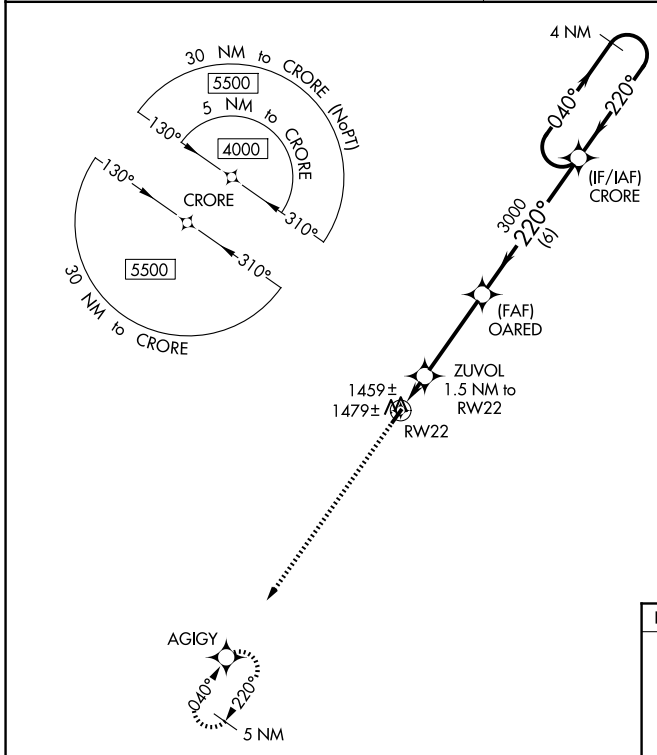 30 NM to CRORE (NoPT)
5500
5 NM to CRORE
4000
130°
310°
CRORE
130°
310°
5500
30 NM to CRORE
4 NM
040°
220°
(IF/IAF)
CRORE
3000
220°
(6)
(FAF)
OARED
ZUVOL
1.5 NM to
RW22
1459±
1479±
RW22
AGIGY
040°
220°
5 NM